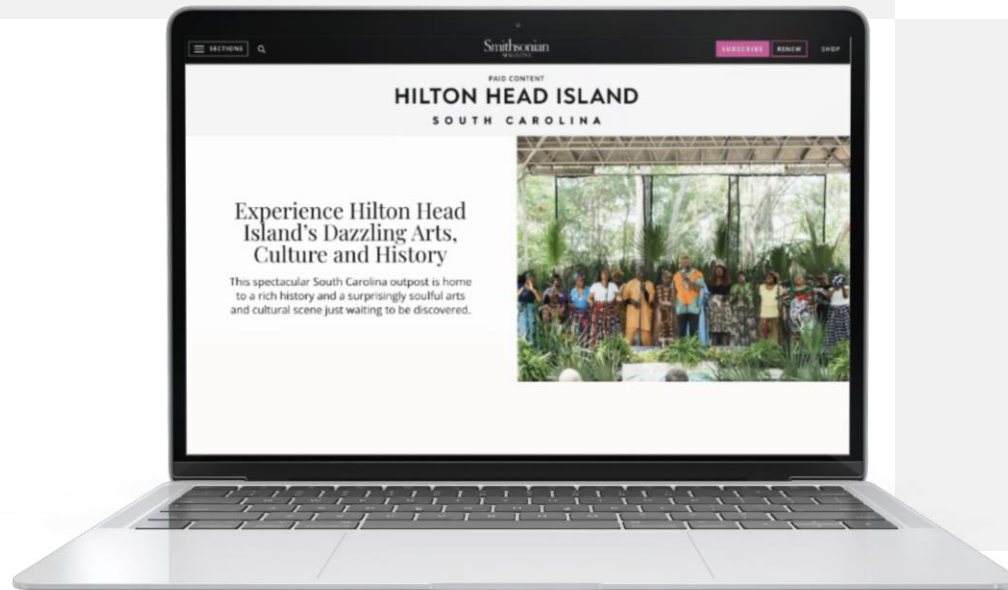 SECTIONS
Smithsonian
MAGAZINE
SUBSCRIBE
RENEW
SHOP
PAID CONTENT
HILTON HEAD ISLAND
SOUTH CAROLINA
Experience Hilton Head
Island's Dazzling Arts,
Culture and History
This spectacular South Carolina outpost is home
to a rich history and a surprisingly soulful arts
and cultural scene just waiting to be discovered.